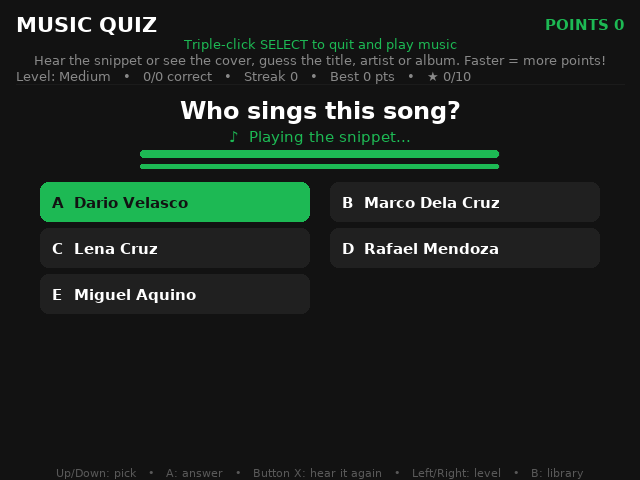 MUSIC QUIZ
POINTS 0
Triple-click SELECT to quit and play music
Hear the snippet or see the cover, guess the title, artist or album. Faster = more points!
Level: Medium • 0/0 correct • Streak 0 • Best 0 pts • ★ 0/10
Who sings this song?
♪ Playing the snippet...
A Dario Velasco
B Marco Dela Cruz
C Lena Cruz
D Rafael Mendoza
E Miguel Aquino
Up/Down: pick • A: answer • Button X: hear it again • Left/Right: level • B: library